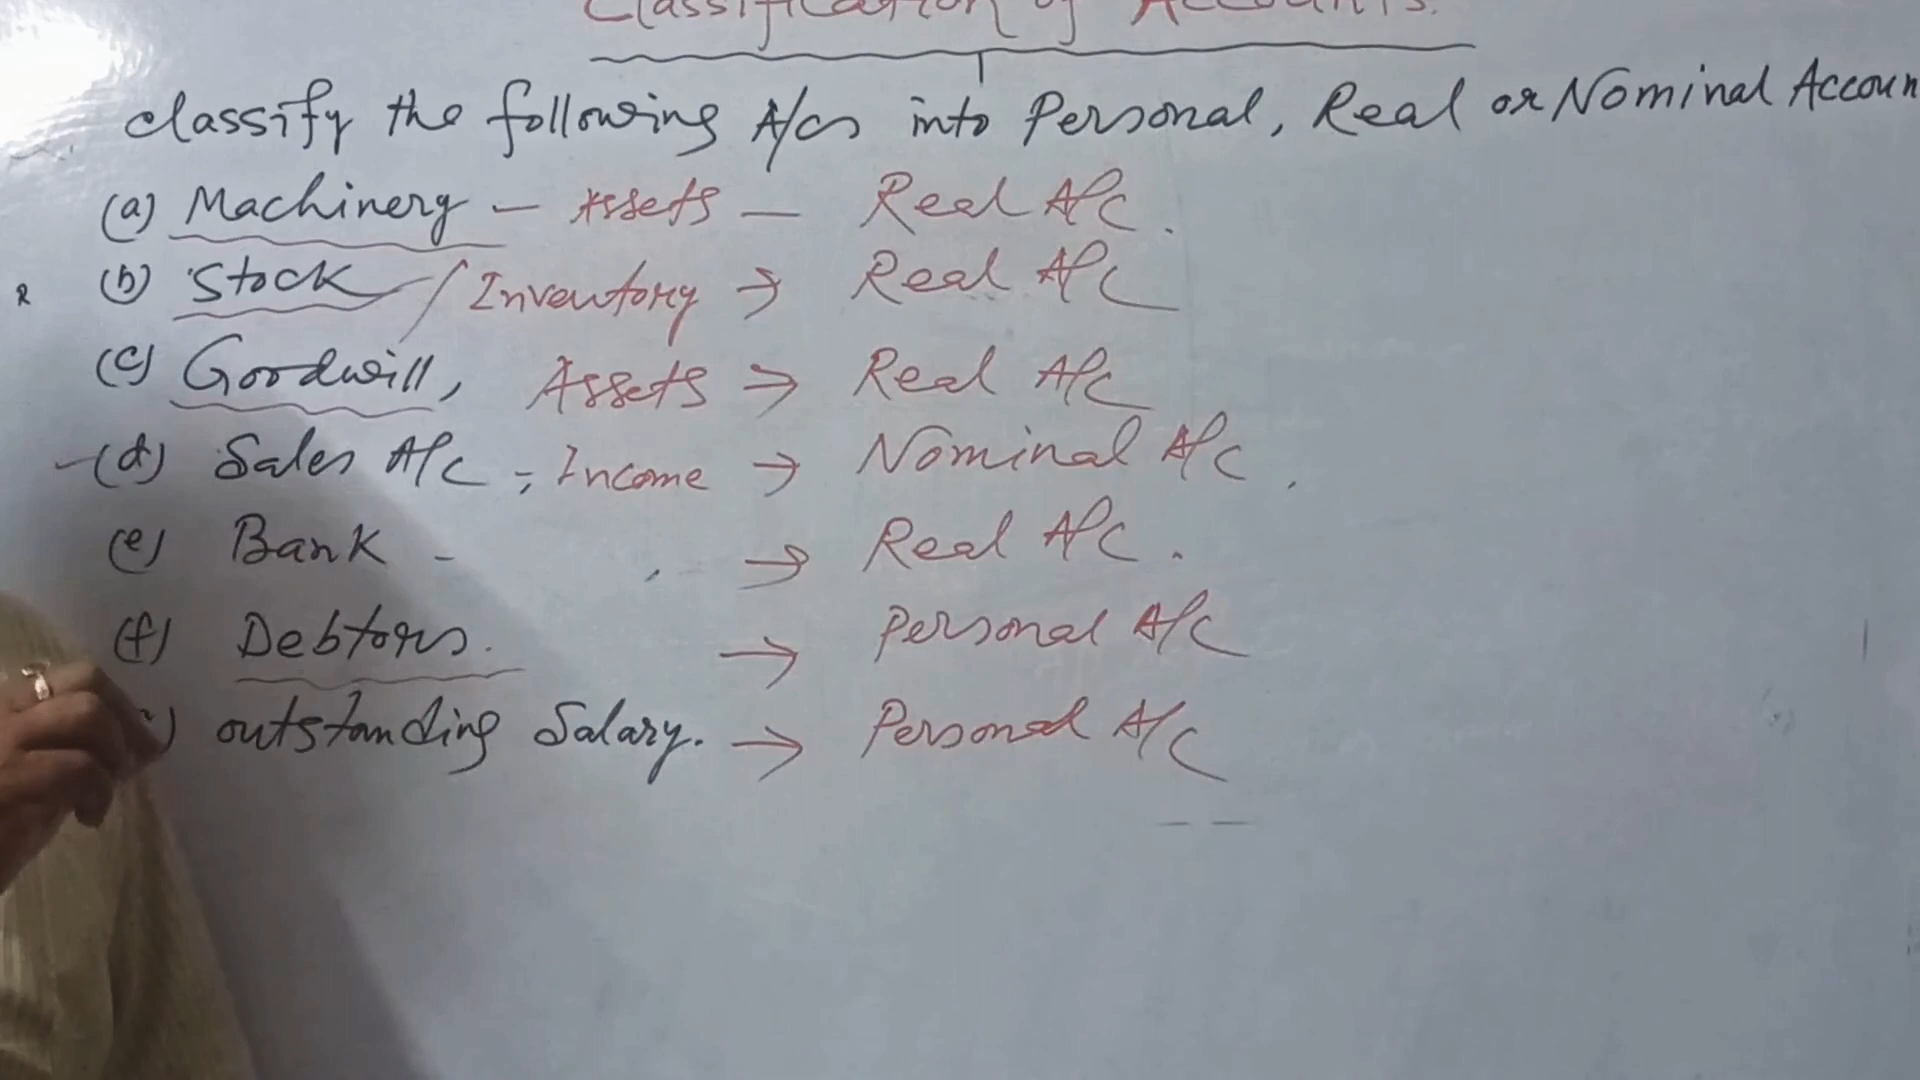 Classification of Accounts.
Classify the following A/cs into Personal, Real or Nominal Accoun
(a) Machinery - Assets - Real A/c.
(b) Stock / Inventory → Real A/c
(c) Goodwill, Assets → Real A/c
(d) Sales A/c - Income → Nominal A/c.
(e) Bank - → Real A/c.
(f) Debtors. → Personal A/c
) outstanding Salary. → Personal A/c